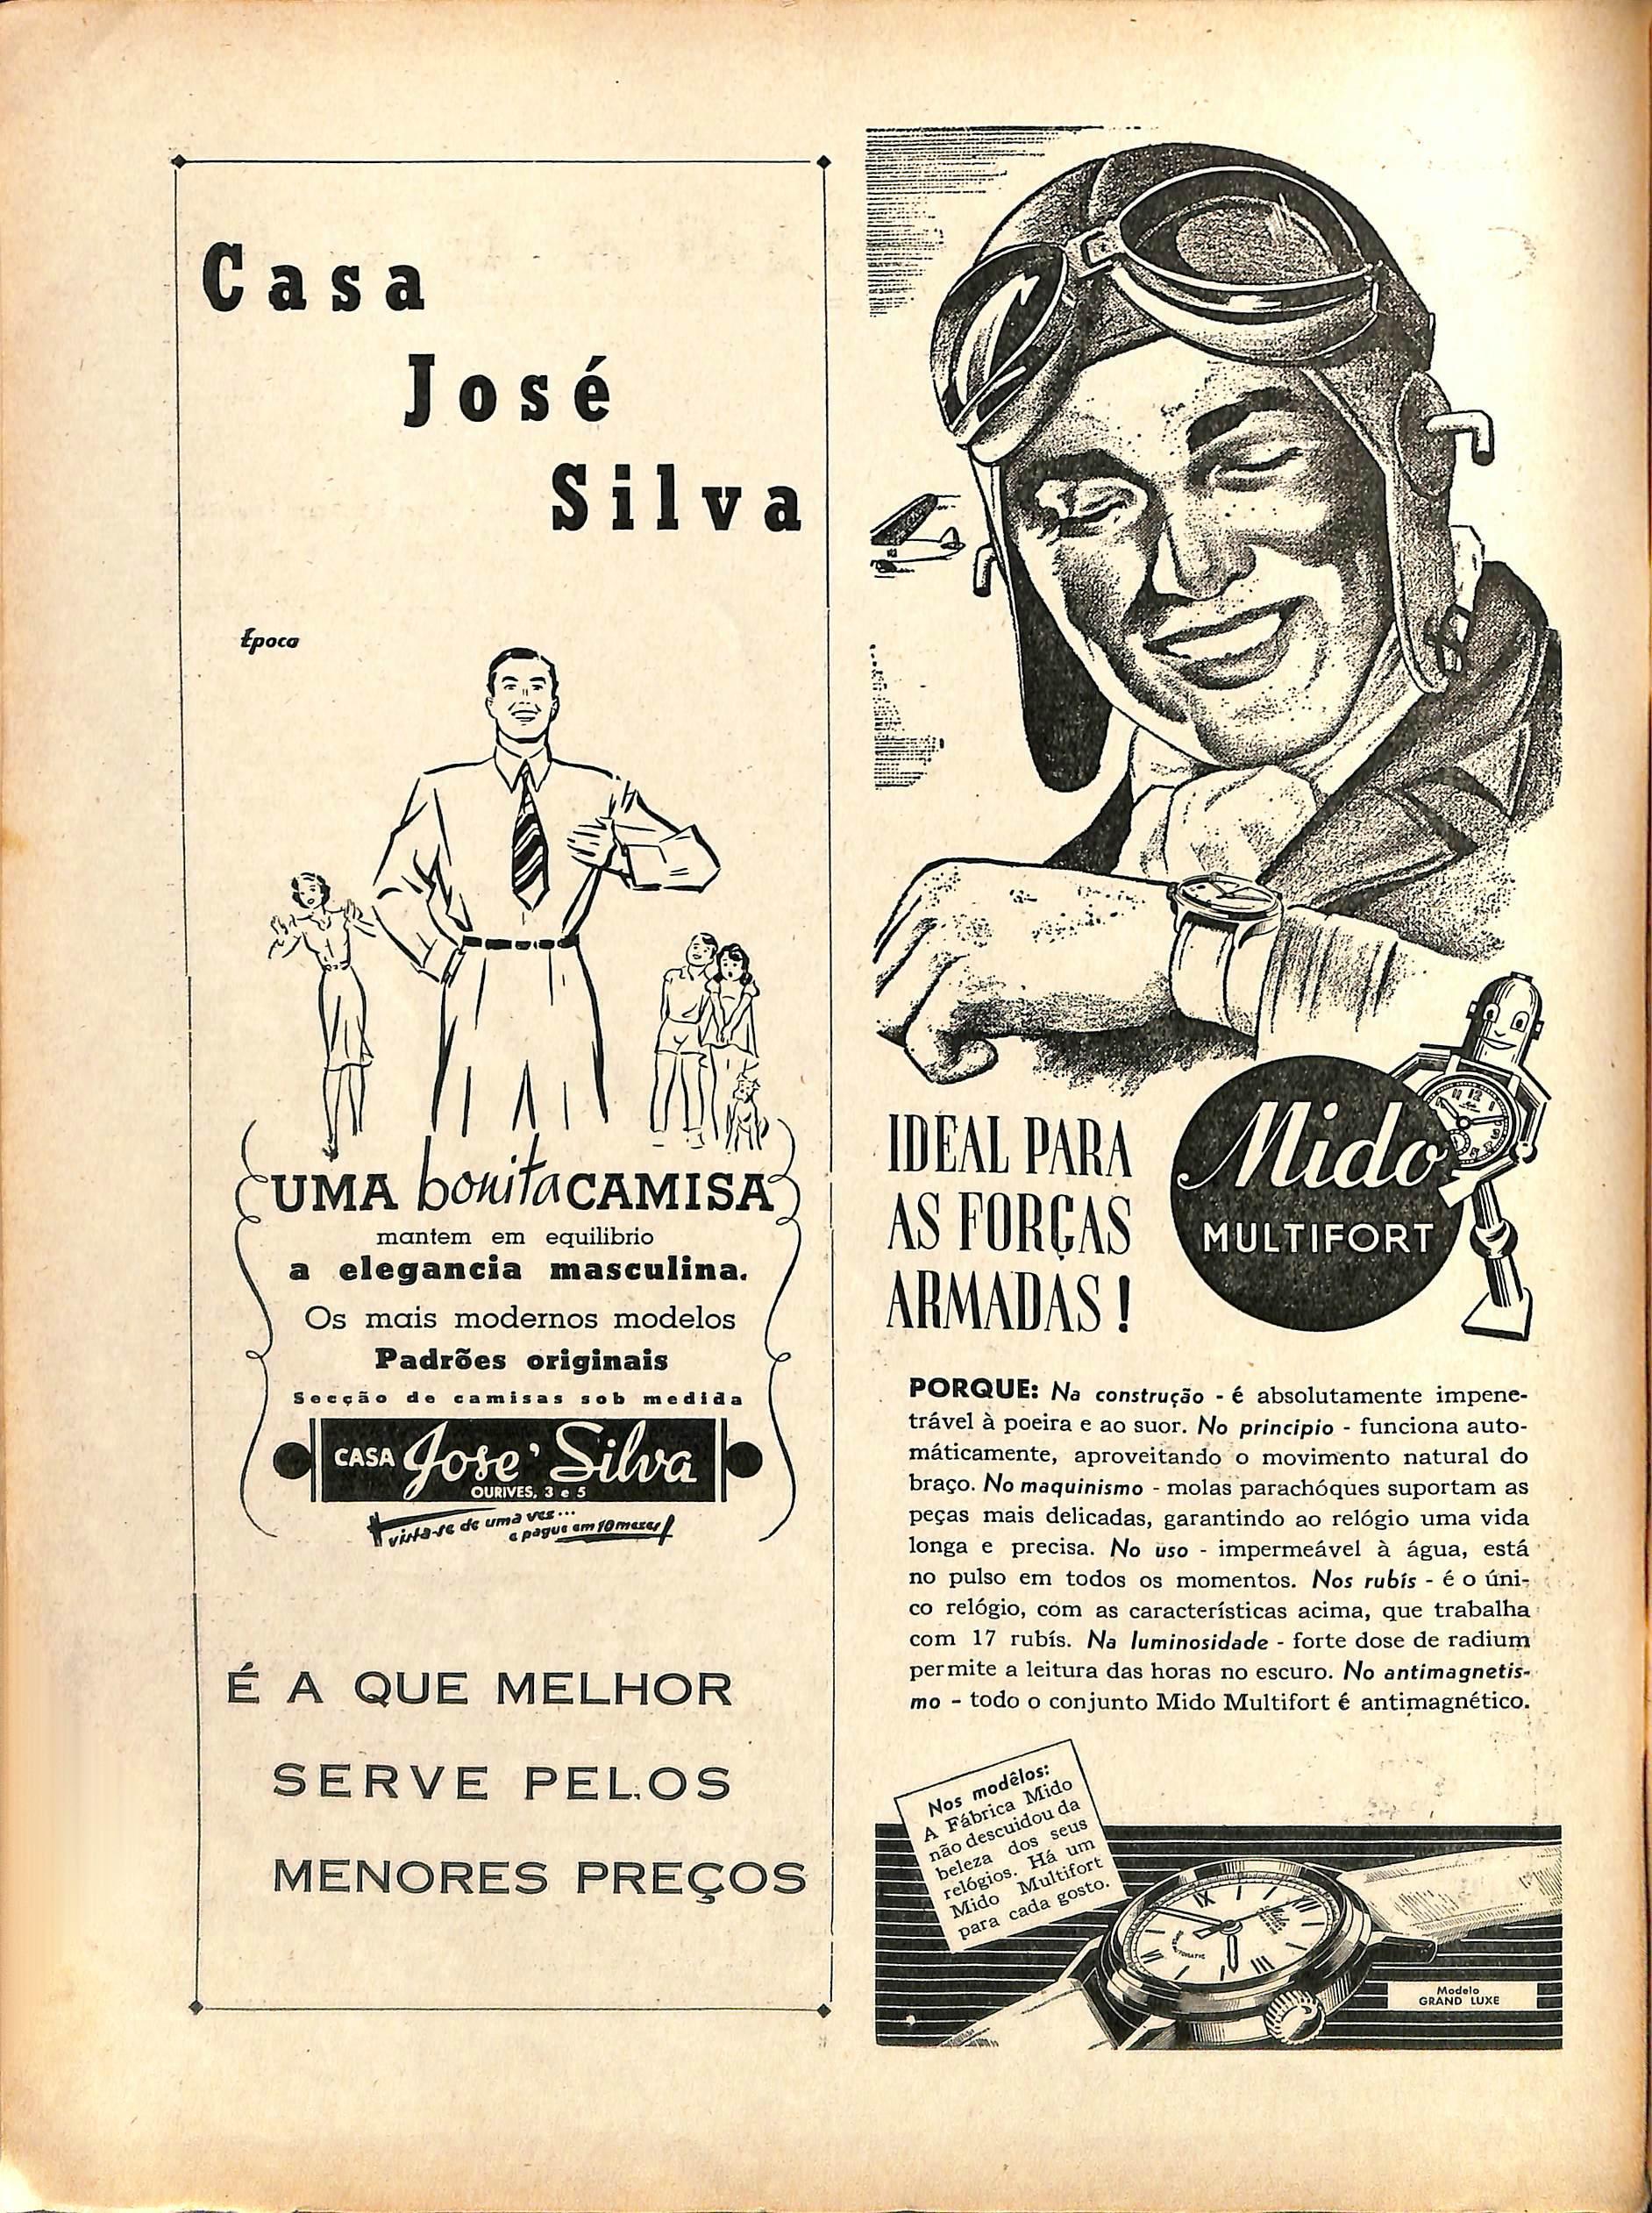 Casa
José
Silva
Época
UMA bonita CAMISA
mantem em equilibrio
a elegancia masculina.
Os mais modernos modelos
Padrões originais
Secção de camisas sob medida
CASA José Silva
OURIVES, 3 e 5
vista-se de uma vez...
e pague em 10 mezes!
É A QUE MELHOR
SERVE PELOS
MENORES PREÇOS
IDEAL PARA
AS FORÇAS
ARMADAS !
Mido
MULTIFORT
PORQUE: Na construção - é absolutamente impene-
trável à poeira e ao suor. No principio - funciona auto-
máticamente, aproveitando o movimento natural do
braço. No maquinismo - molas parachóques suportam as
peças mais delicadas, garantindo ao relógio uma vida
longa e precisa. No uso - impermeável à água, está
no pulso em todos os momentos. Nos rubís - é o úni-
co relógio, com as características acima, que trabalha
com 17 rubís. Na luminosidade - forte dose de radium
permite a leitura das horas no escuro. No antimagnetis-
mo - todo o conjunto Mido Multifort é antimagnético.
Nos modêlos:
A Fábrica Mido
não descuidou da
beleza dos seus
relógios. Há um
Mido Multifort
para cada gosto.
Modelo
GRAND LUXE